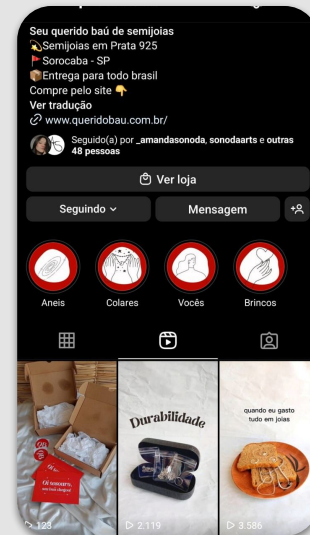 Seu querido baú de semijoias
💫Semijoias em Prata 925
🚩Sorocaba - SP
📦Entrega para todo brasil
Compre pelo site 👇
Ver tradução
www.queridobau.com.br/
Seguido(a) por _amandasonoda, sonodaarts e outras
48 pessoas
Ver loja
Seguindo
Mensagem
Aneis
Colares
Vocês
Brincos
Durabilidade
quando eu gasto
tudo em joias
Oi tesouro,
123
2.119
3.586